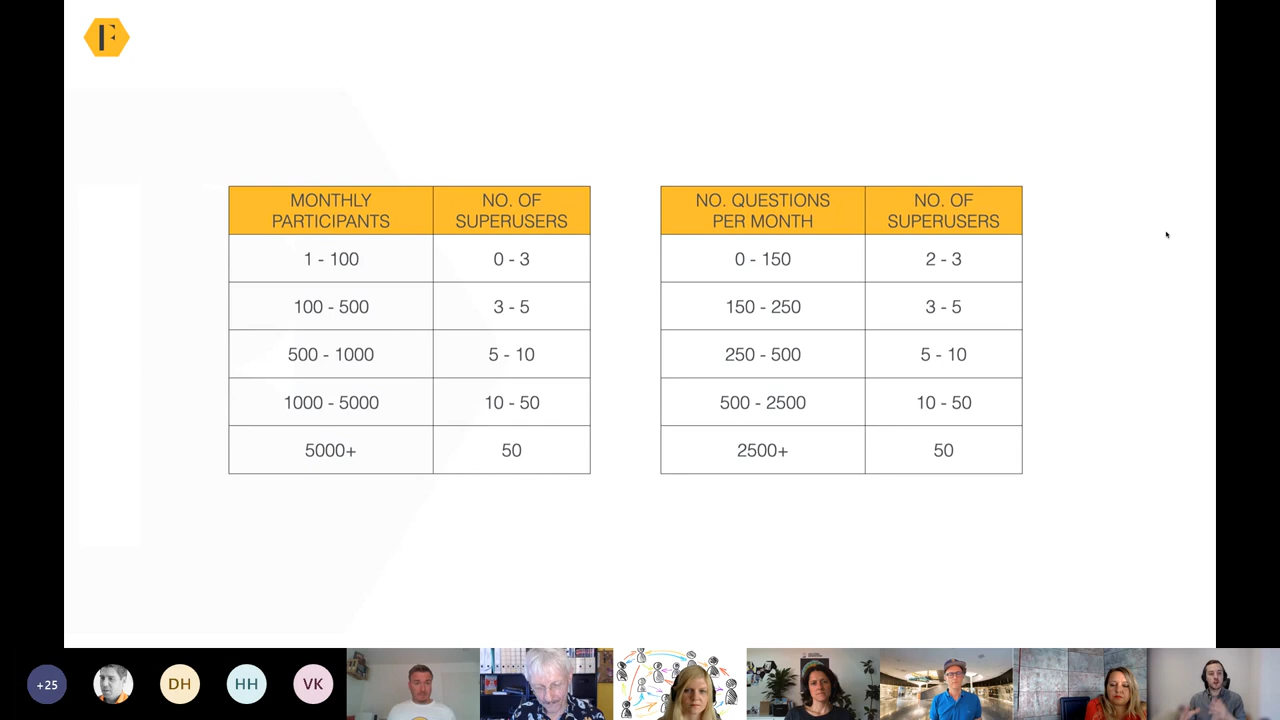 F
MONTHLY PARTICIPANTS NO. OF SUPERUSERS
1 - 100 0 - 3
100 - 500 3 - 5
500 - 1000 5 - 10
1000 - 5000 10 - 50
5000+ 50
NO. QUESTIONS PER MONTH NO. OF SUPERUSERS
0 - 150 2 - 3
150 - 250 3 - 5
250 - 500 5 - 10
500 - 2500 10 - 50
2500+ 50
+25
DH
HH
VK